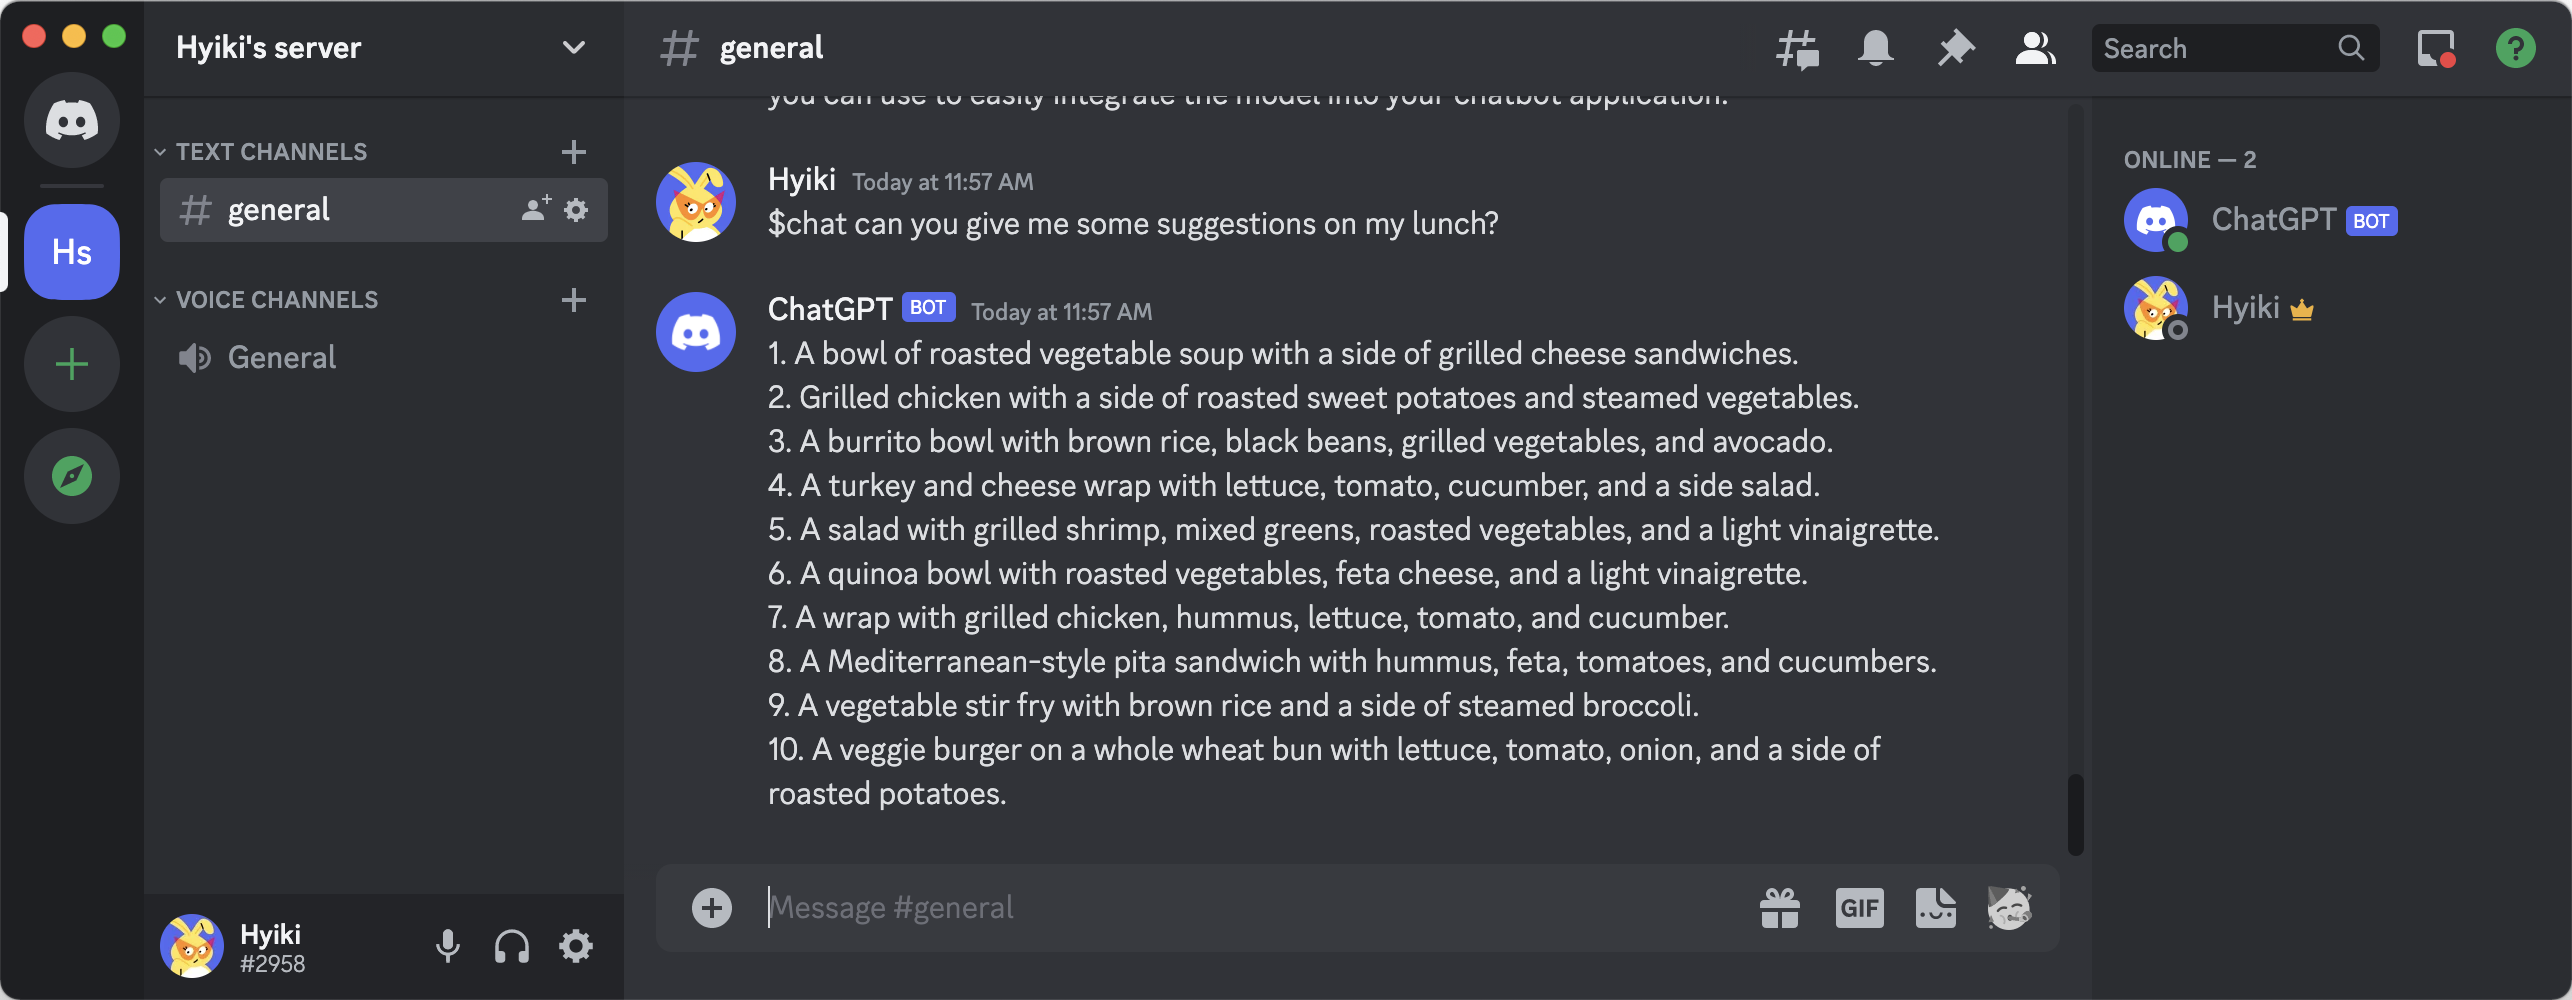 Hyiki's server
general
Search
you can use to easily integrate the model into your chatbot application.
TEXT CHANNELS
general
Hs
VOICE CHANNELS
General
Hyiki Today at 11:57 AM
$chat can you give me some suggestions on my lunch?
ChatGPT BOT Today at 11:57 AM
1. A bowl of roasted vegetable soup with a side of grilled cheese sandwiches.
2. Grilled chicken with a side of roasted sweet potatoes and steamed vegetables.
3. A burrito bowl with brown rice, black beans, grilled vegetables, and avocado.
4. A turkey and cheese wrap with lettuce, tomato, cucumber, and a side salad.
5. A salad with grilled shrimp, mixed greens, roasted vegetables, and a light vinaigrette.
6. A quinoa bowl with roasted vegetables, feta cheese, and a light vinaigrette.
7. A wrap with grilled chicken, hummus, lettuce, tomato, and cucumber.
8. A Mediterranean-style pita sandwich with hummus, feta, tomatoes, and cucumbers.
9. A vegetable stir fry with brown rice and a side of steamed broccoli.
10. A veggie burger on a whole wheat bun with lettuce, tomato, onion, and a side of
roasted potatoes.
Message #general
GIF
ONLINE — 2
ChatGPT BOT
Hyiki
Hyiki
#2958